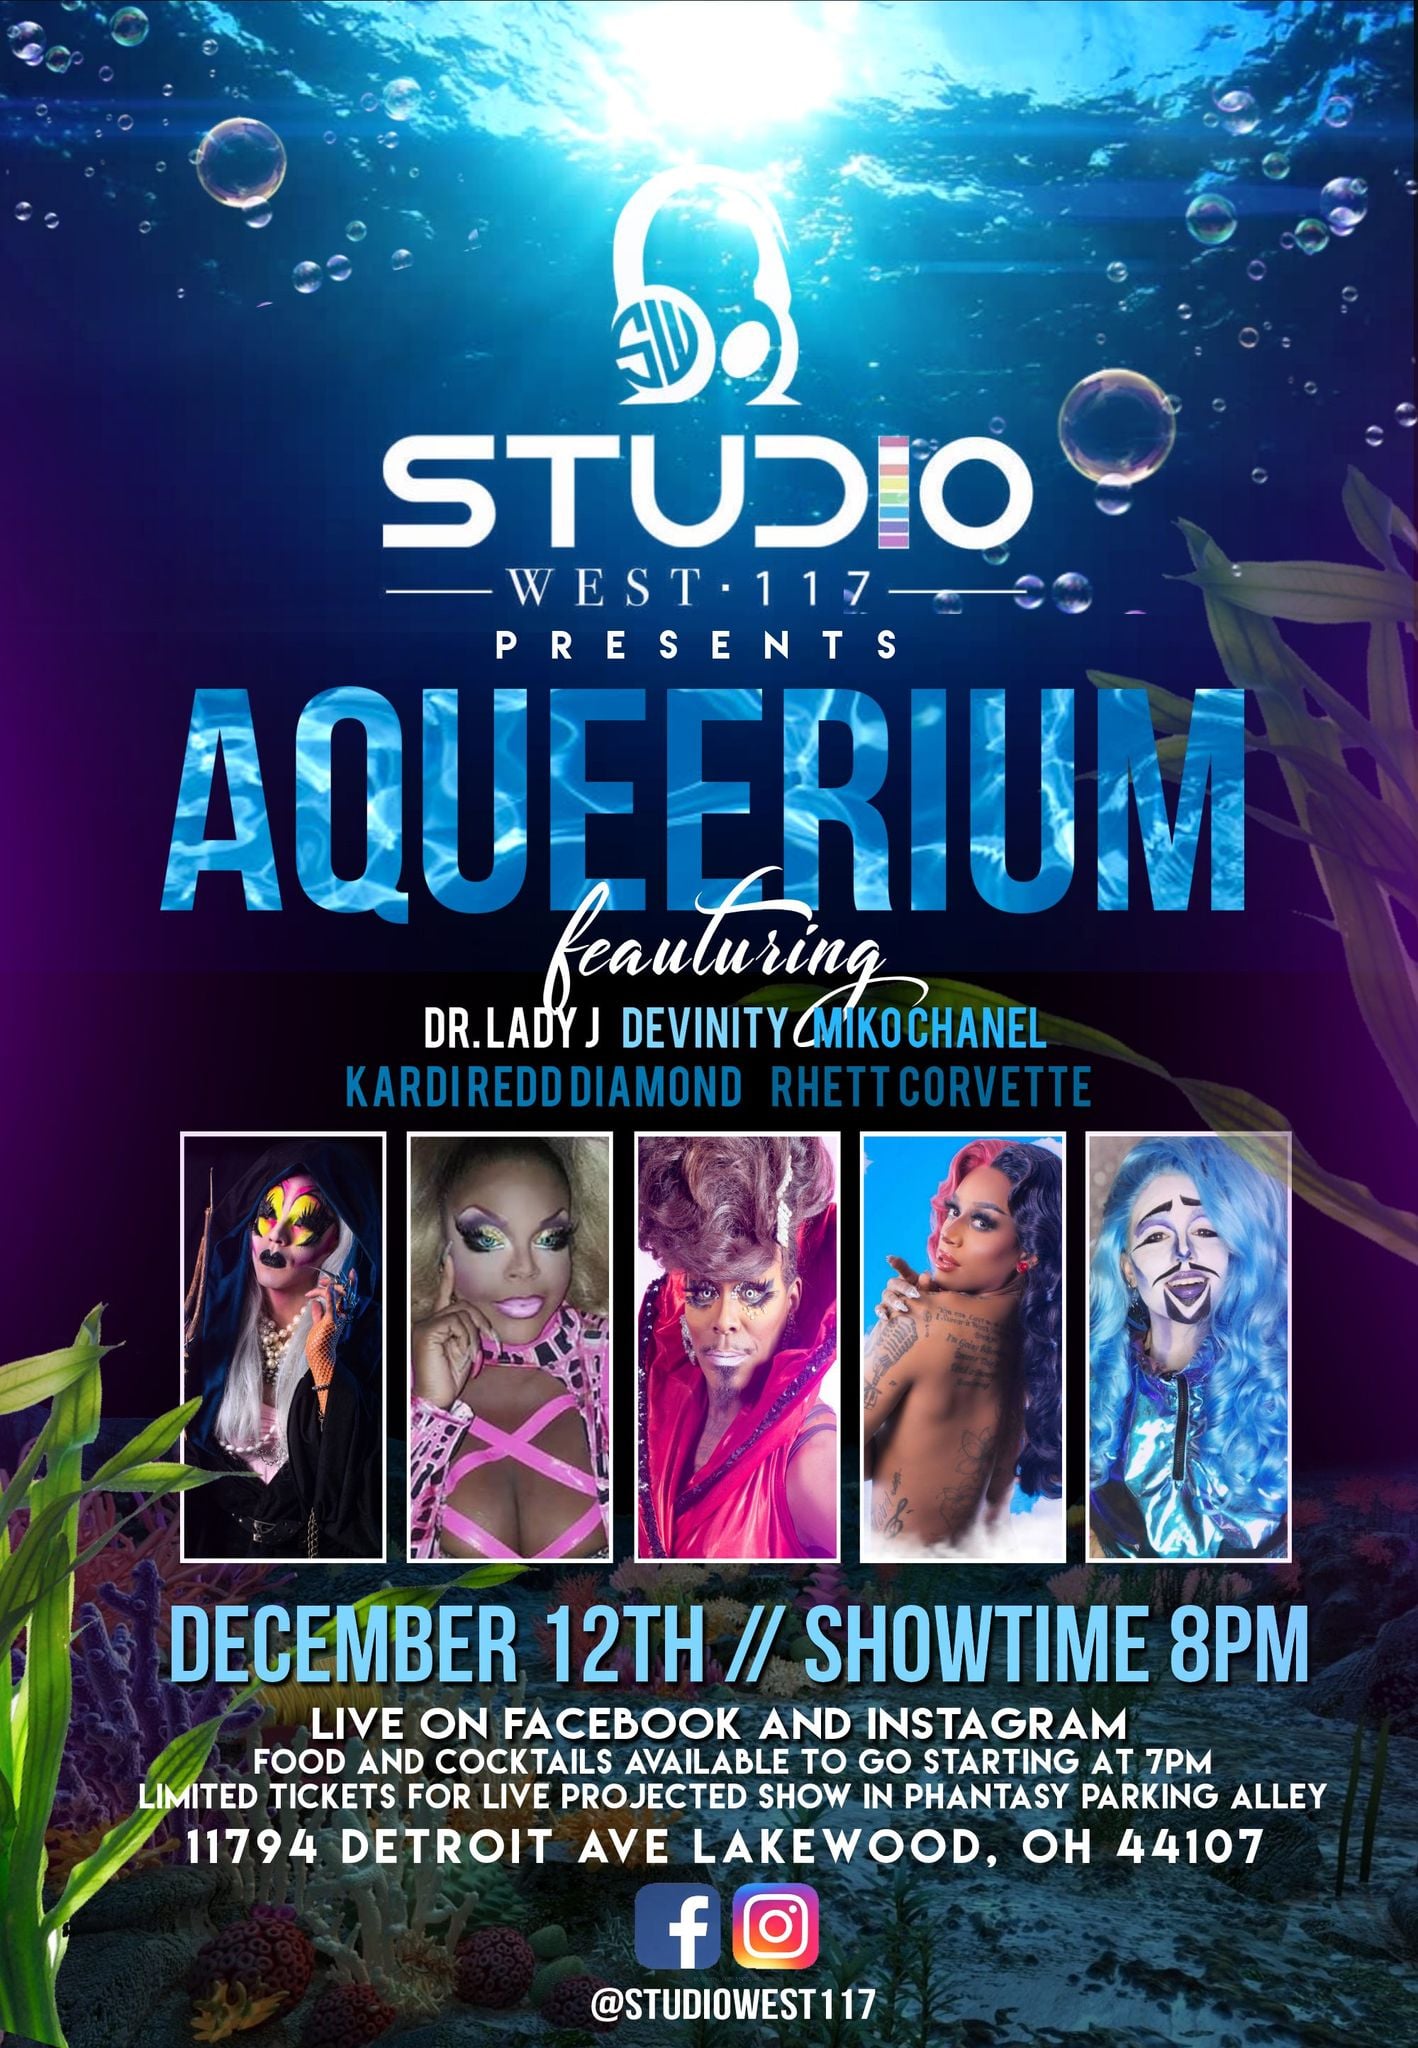 SW
STUDIO
WEST·117
PRESENTS
AQUEERIUM
feauturing
DR. LADY J DEVINITY MIKO CHANEL
KARDI REDD DIAMOND RHETT CORVETTE
DECEMBER 12TH // SHOWTIME 8PM
LIVE ON FACEBOOK AND INSTAGRAM
FOOD AND COCKTAILS AVAILABLE TO GO STARTING AT 7PM
LIMITED TICKETS FOR LIVE PROJECTED SHOW IN PHANTASY PARKING ALLEY
11794 DETROIT AVE LAKEWOOD, OH 44107
@STUDIOWEST117